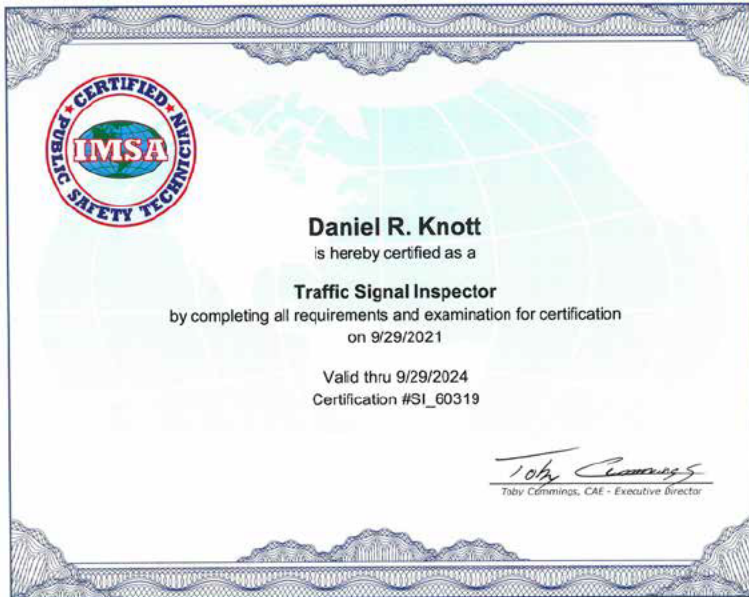 CERTIFIED
IMSA
PUBLIC SAFETY TECHNICIAN
Daniel R. Knott
is hereby certified as a
Traffic Signal Inspector
by completing all requirements and examination for certification
on 9/29/2021
Valid thru 9/29/2024
Certification #SI_60319
Toby Cummings
Toby Cummings, CAE - Executive Director